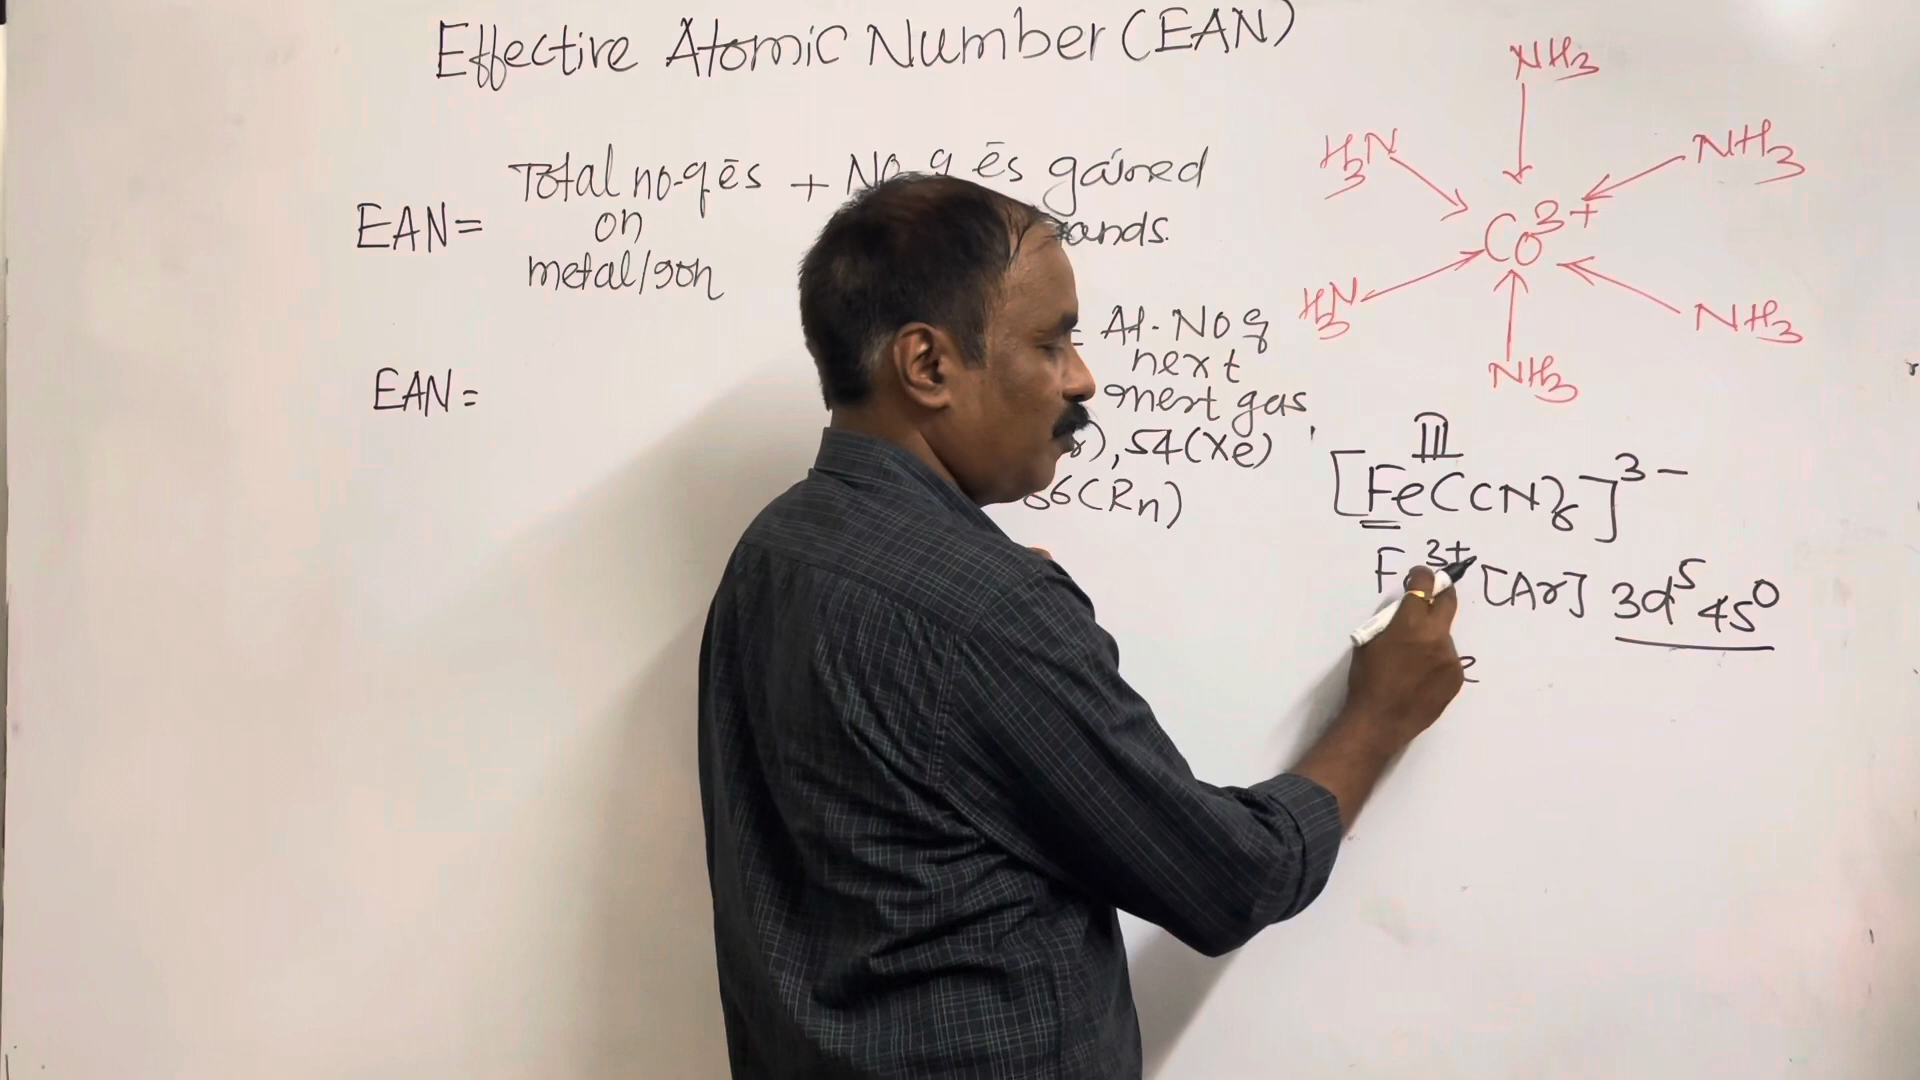 Effective Atomic Number (EAN)
EAN = Total no. of ēs + No. of ēs gained
on
metal/ion
= At. No of
next
inert gas
54(Xe)
86(Rn)
EAN =
NH3
H3N NH3
Co3+
H3N NH3
NH3
III
[Fe(CN)6]3-
3+ [Ar] 3d5 4s0